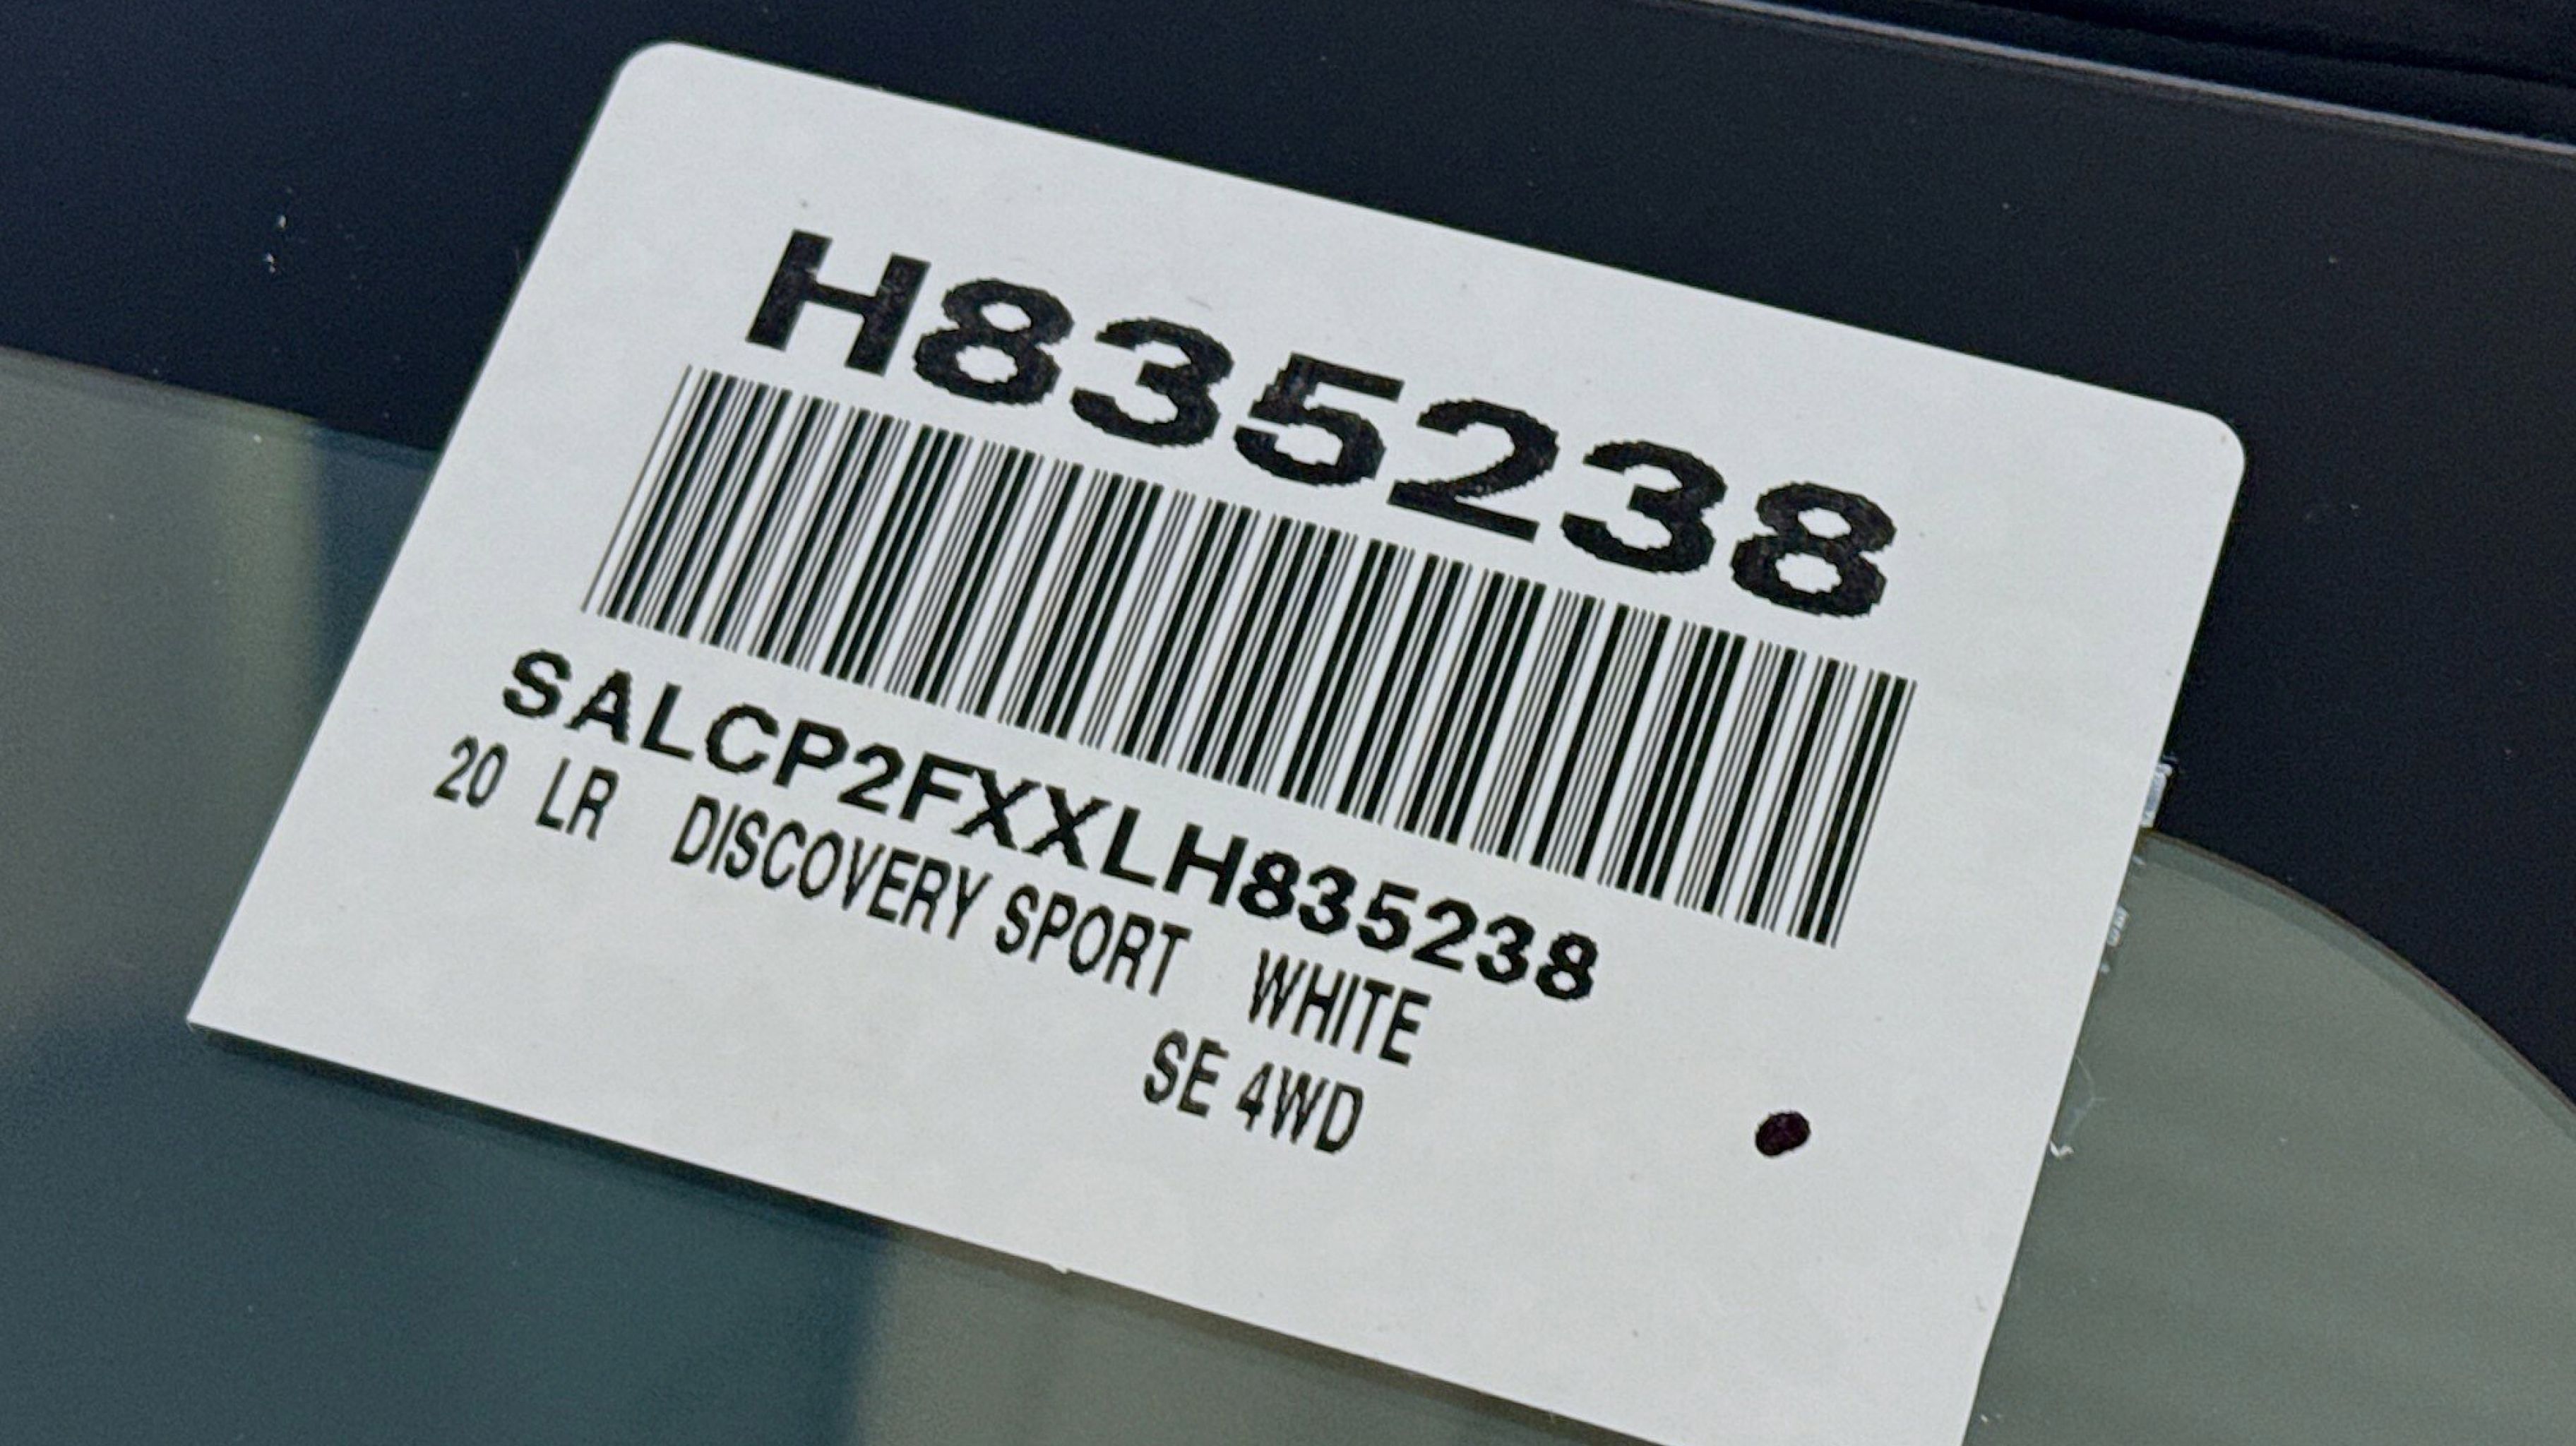 H835238
SALCP2FXXLH835238
20 LR DISCOVERY SPORT WHITE
SE 4WD